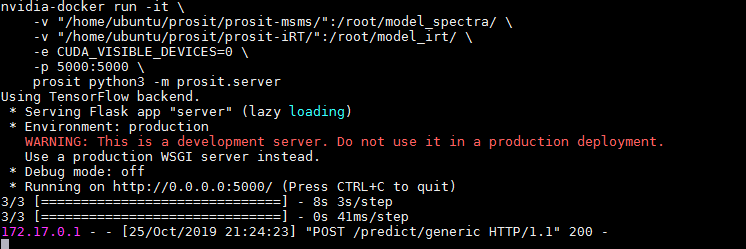 nvidia-docker run -it \
    -v "/home/ubuntu/prosit/prosit-msms/":/root/model_spectra/ \
    -v "/home/ubuntu/prosit/prosit-iRT/":/root/model_irt/ \
    -e CUDA_VISIBLE_DEVICES=0 \
    -p 5000:5000 \
    prosit python3 -m prosit.server
Using TensorFlow backend.
 * Serving Flask app "server" (lazy loading)
 * Environment: production
   WARNING: This is a development server. Do not use it in a production deployment.
   Use a production WSGI server instead.
 * Debug mode: off
 * Running on http://0.0.0.0:5000/ (Press CTRL+C to quit)
3/3 [==============================] - 8s 3s/step
3/3 [==============================] - 0s 41ms/step
172.17.0.1 - - [25/Oct/2019 21:24:23] "POST /predict/generic HTTP/1.1" 200 -